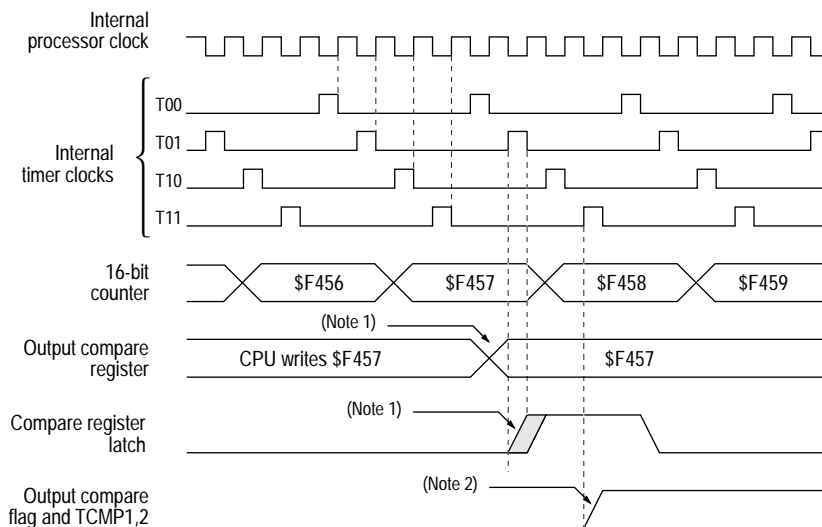 Internal
processor clock
T00
T01
Internal
timer clocks
T10
T11
16-bit
counter
$F456
$F457
$F458
$F459
(Note 1)
Output compare
register
CPU writes $F457
$F457
(Note 1)
Compare register
latch
(Note 2)
Output compare
flag and TCMP1,2